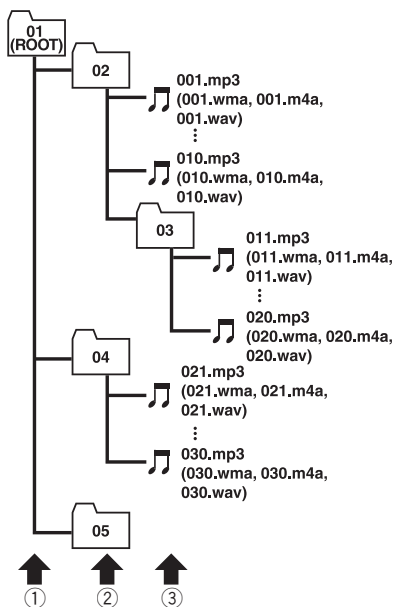 01
(ROOT)
02
001.mp3
(001.wma, 001.m4a,
001.wav)
010.mp3
(010.wma, 010.m4a,
010.wav)
03
011.mp3
(011.wma, 011.m4a,
011.wav)
020.mp3
(020.wma, 020.m4a,
020.wav)
04
021.mp3
(021.wma, 021.m4a,
021.wav)
030.mp3
(030.wma, 030.m4a,
030.wav)
05
① ② ③